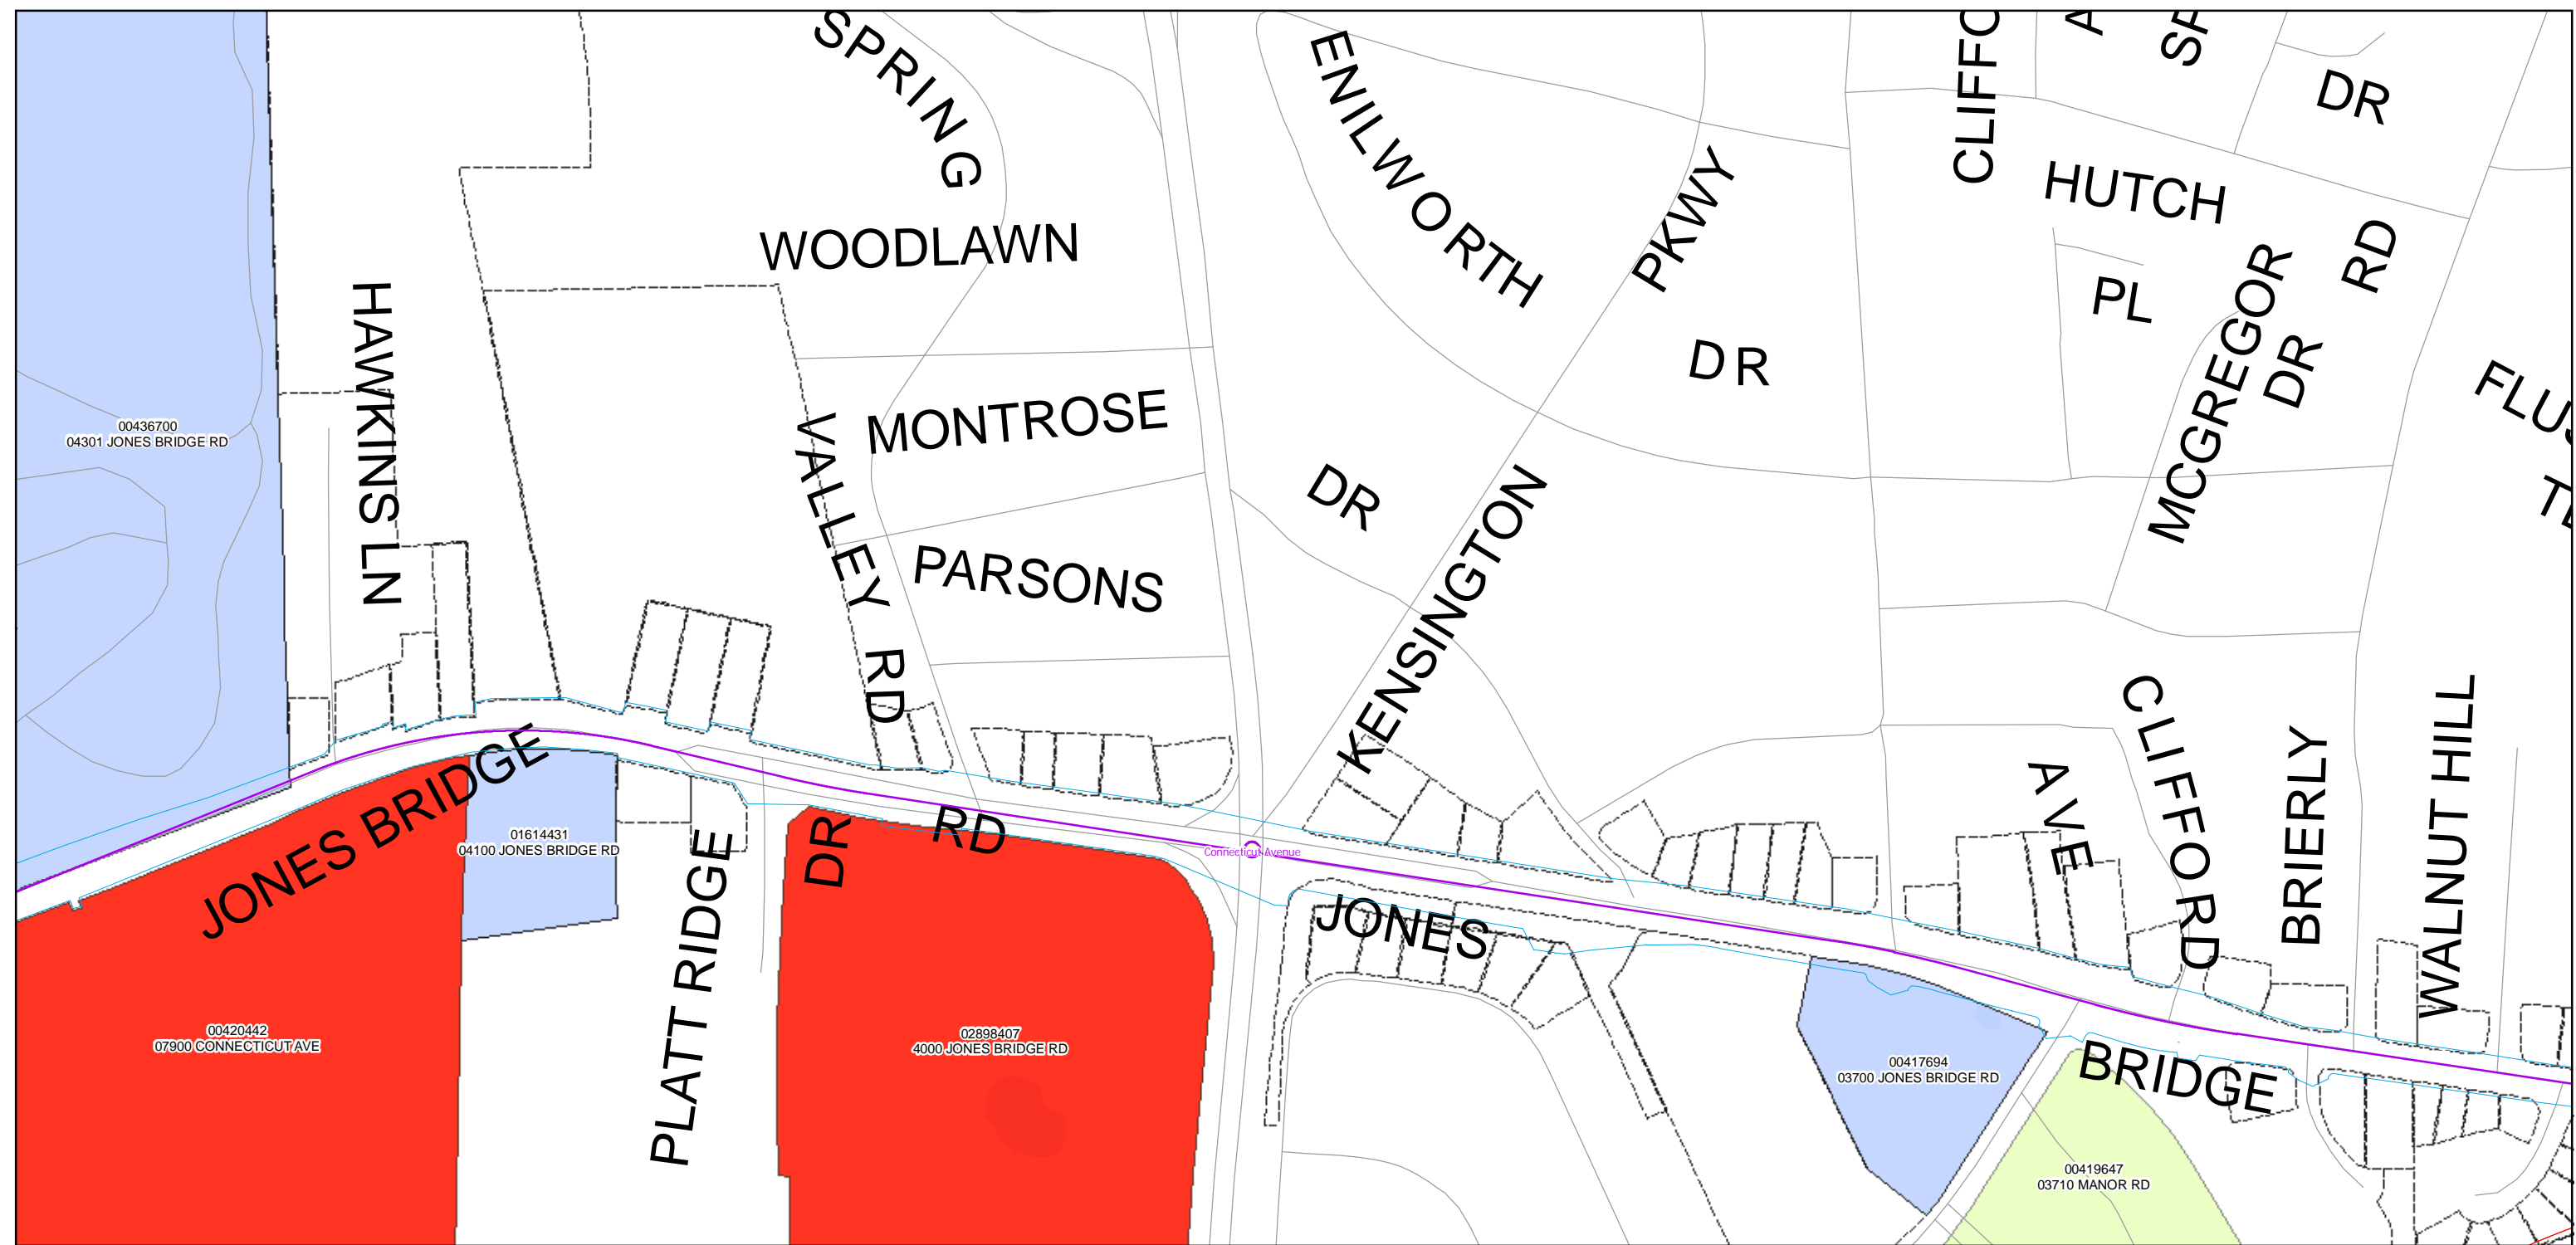 SPRING
ENILWORTH
CLIFFO
DR
HUTCH
PKWY
WOODLAWN
RD
PL
MCGREGOR
DR
HAWKINS LN
DR
MONTROSE
VALLEY RD
FLU
00436700
04301 JONES BRIDGE RD
DR
KENSINGTON
PARSONS
CLIFFORD
AVE
BRIERLY
WALNUT HILL
JONES BRIDGE
RD
01614431
04100 JONES BRIDGE RD
PLATT RIDGE
DR
Connecticut Avenue
JONES
00420442
07900 CONNECTICUT AVE
02898407
4000 JONES BRIDGE RD
00417694
03700 JONES BRIDGE RD
BRIDGE
00419647
03710 MANOR RD